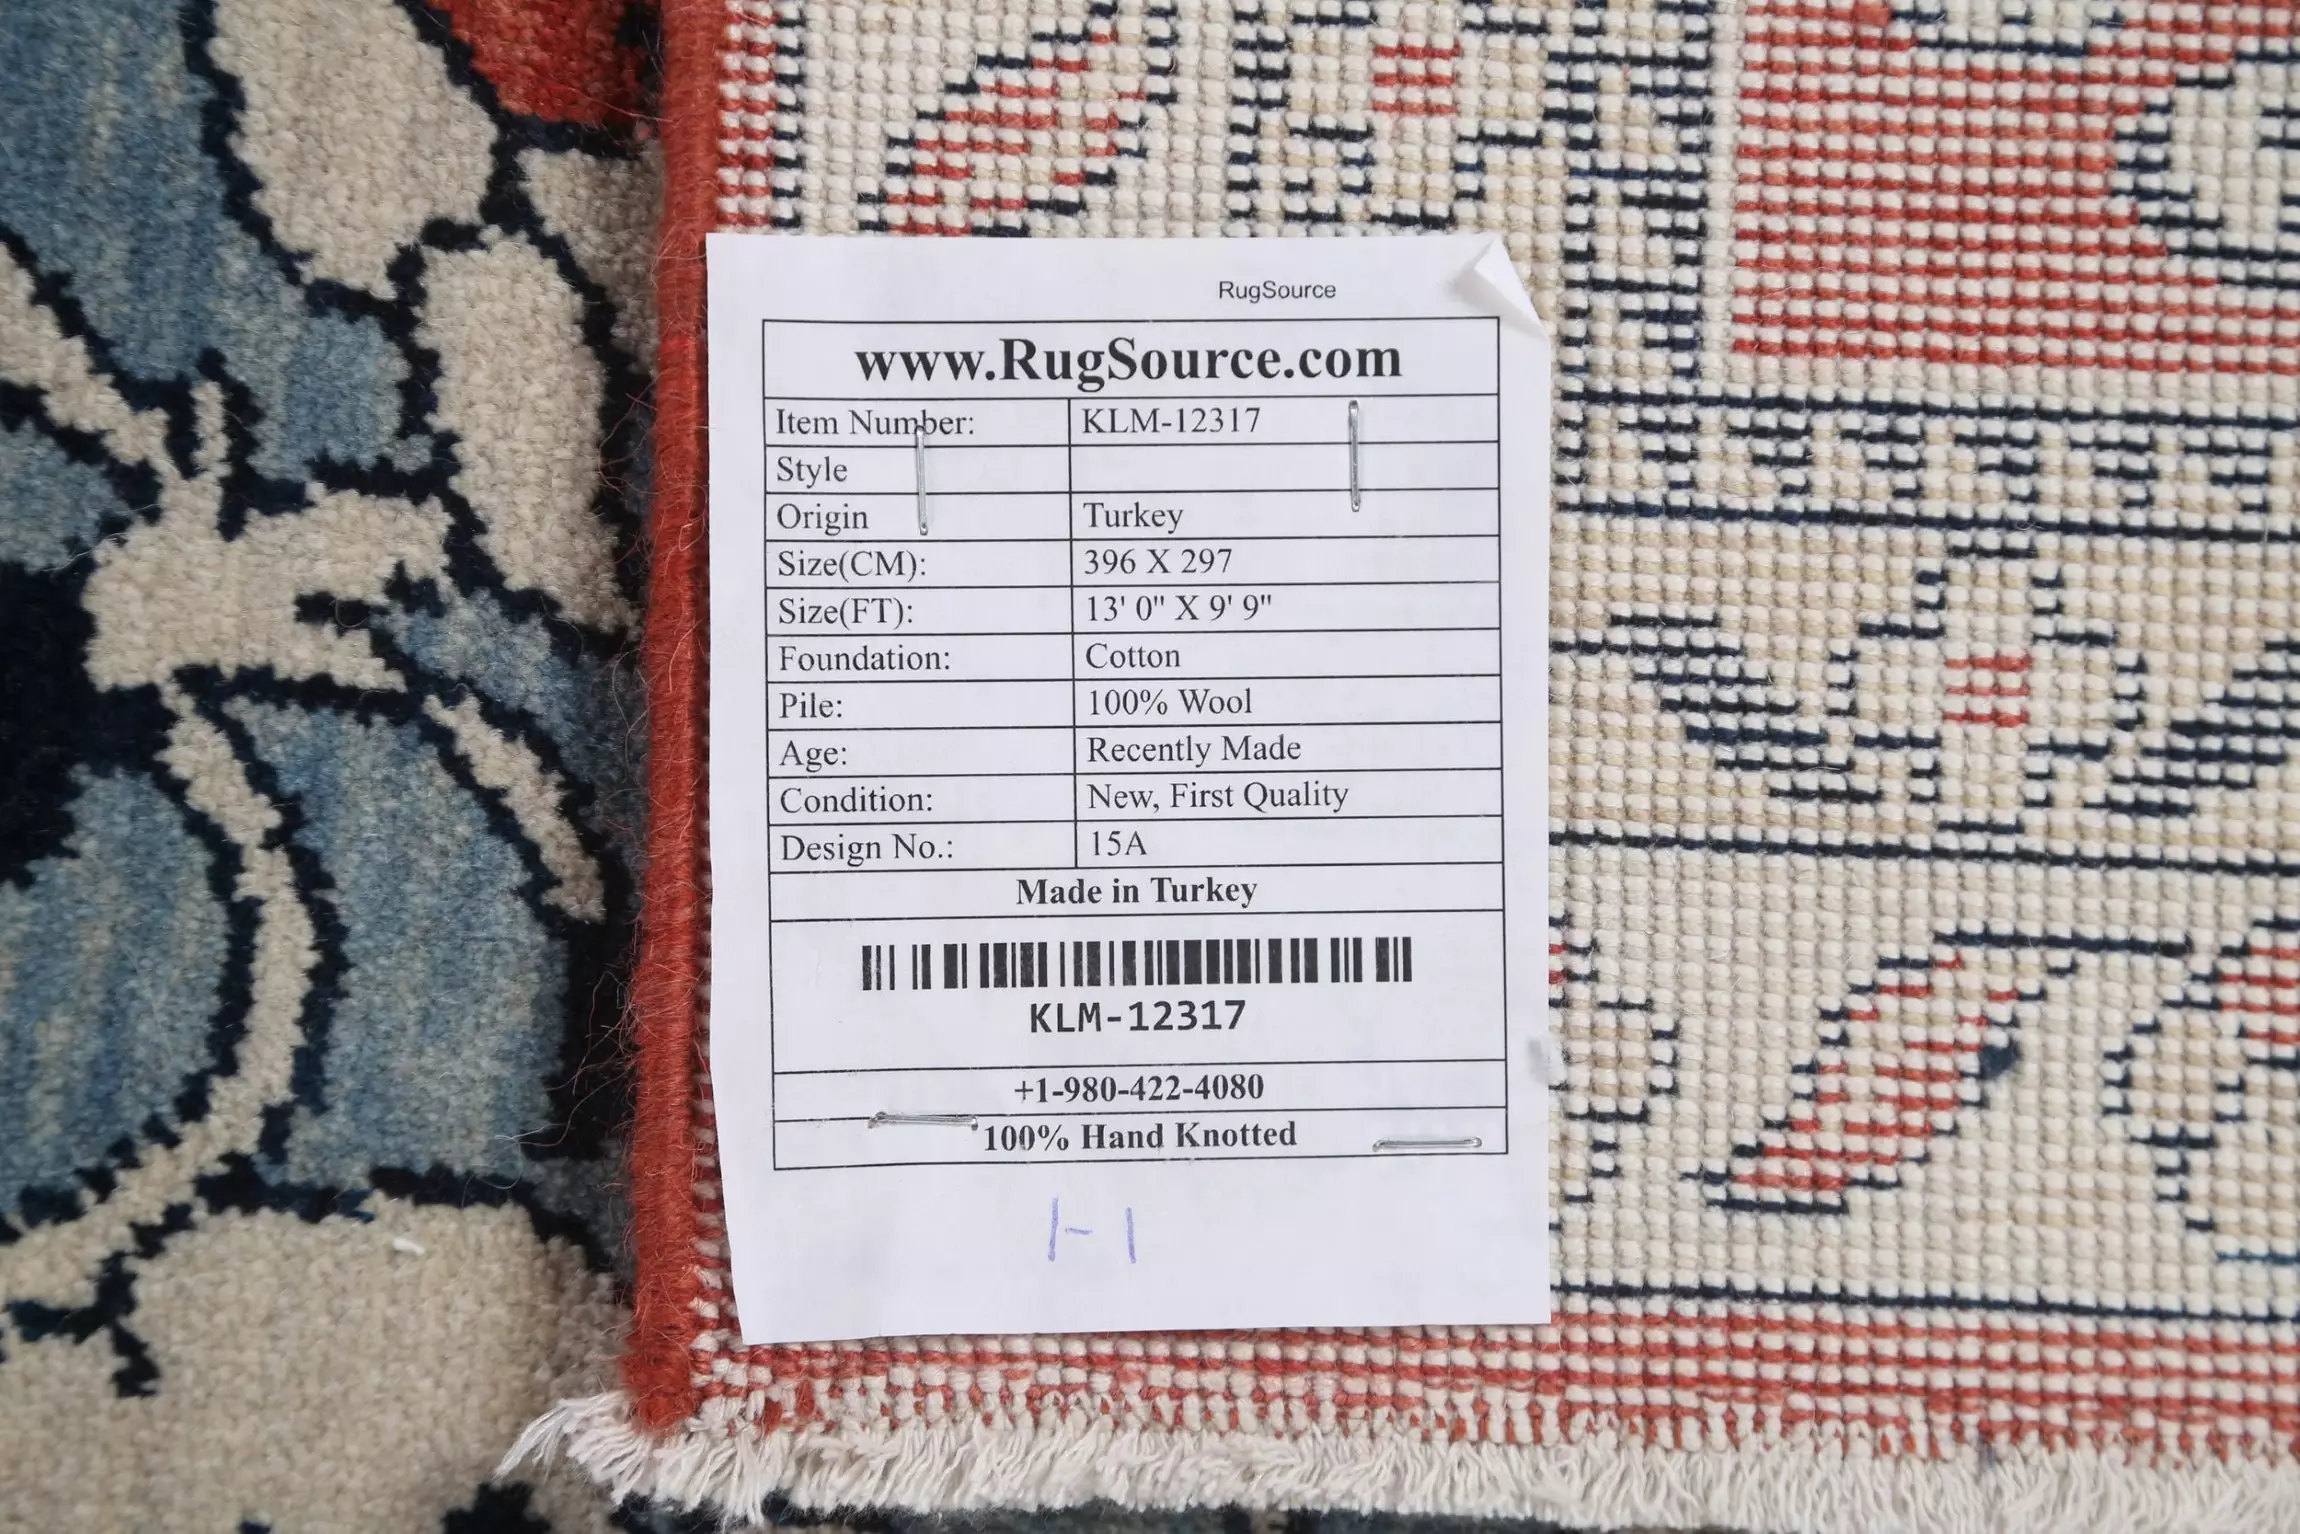 RugSource
www.RugSource.com
Item Number: KLM-12317
Style
Origin Turkey
Size(CM): 396 X 297
Size(FT): 13' 0" X 9' 9"
Foundation: Cotton
Pile: 100% Wool
Age: Recently Made
Condition: New, First Quality
Design No.: 15A
Made in Turkey
KLM-12317
+1-980-422-4080
100% Hand Knotted
1-1